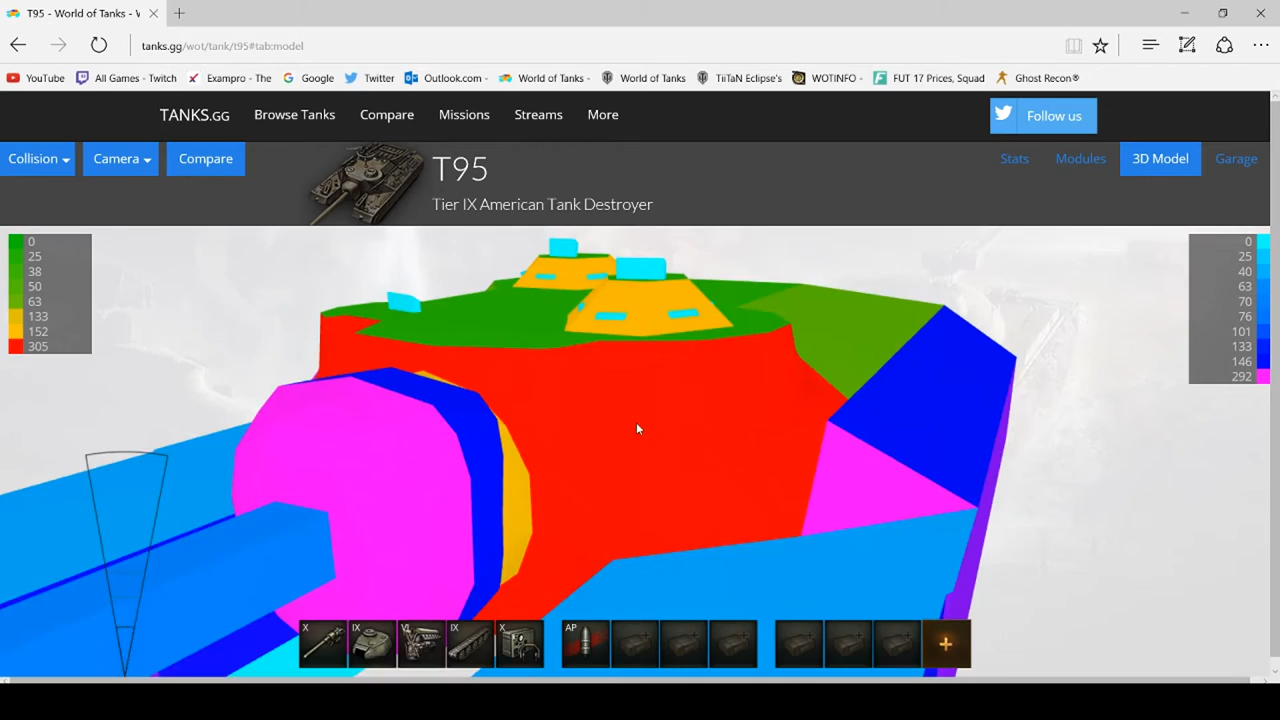 T95 - World of Tanks - W
tanks.gg/wot/tank/t95#tab:model
YouTube
All Games - Twitch
Exampro - The
Google
Twitter
Outlook.com -
World of Tanks -
World of Tanks
TiiTaN Eclipse's
WOTINFO -
FUT 17 Prices, Squad
Ghost Recon®
TANKS.GG
Browse Tanks
Compare
Missions
Streams
More
Follow us
Collision
Camera
Compare
T95
Tier IX American Tank Destroyer
Stats
Modules
3D Model
Garage
0
25
38
50
63
133
152
305
0
25
40
63
70
76
101
133
146
292
X
IX
VI
IX
X
AP